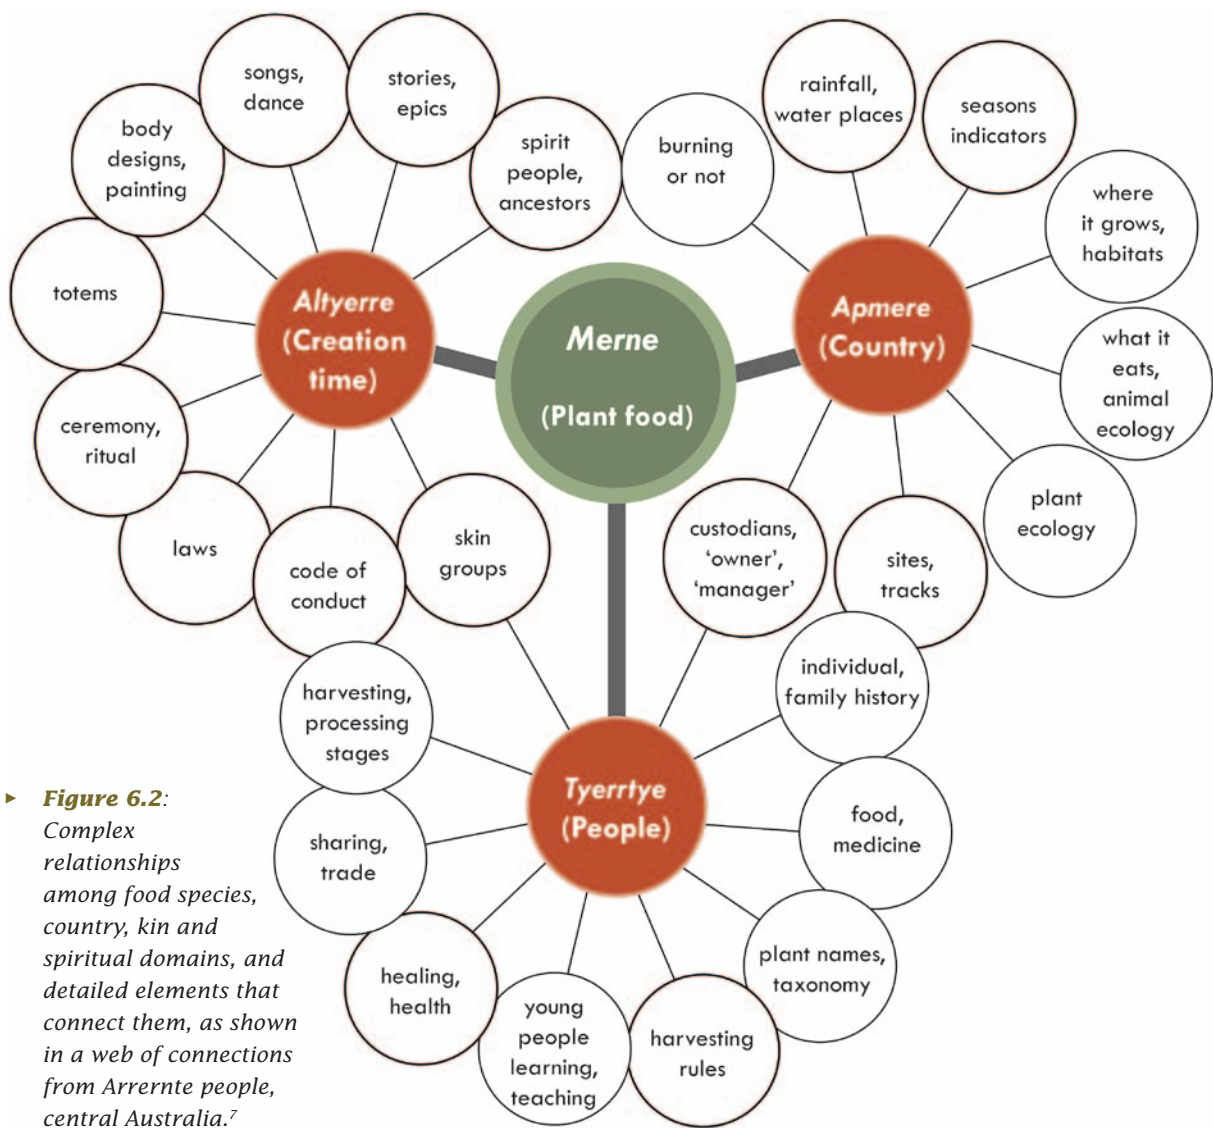 songs,
dance
stories,
epics
body
designs,
painting
spirit
people,
ancestors
totems
Altyerre
(Creation
time)
ceremony,
ritual
laws
code of
conduct
skin
groups
Merne
(Plant food)
burning
or not
rainfall,
water places
seasons
indicators
where
it grows,
habitats
Apmere
(Country)
what it
eats,
animal
ecology
plant
ecology
custodians,
‘owner’,
‘manager’
sites,
tracks
harvesting,
processing
stages
individual,
family history
Tyerrtye
(People)
sharing,
trade
food,
medicine
healing,
health
plant names,
taxonomy
young
people
learning,
teaching
harvesting
rules
► Figure 6.2:
Complex
relationships
among food species,
country, kin and
spiritual domains, and
detailed elements that
connect them, as shown
in a web of connections
from Arrernte people,
central Australia.⁷